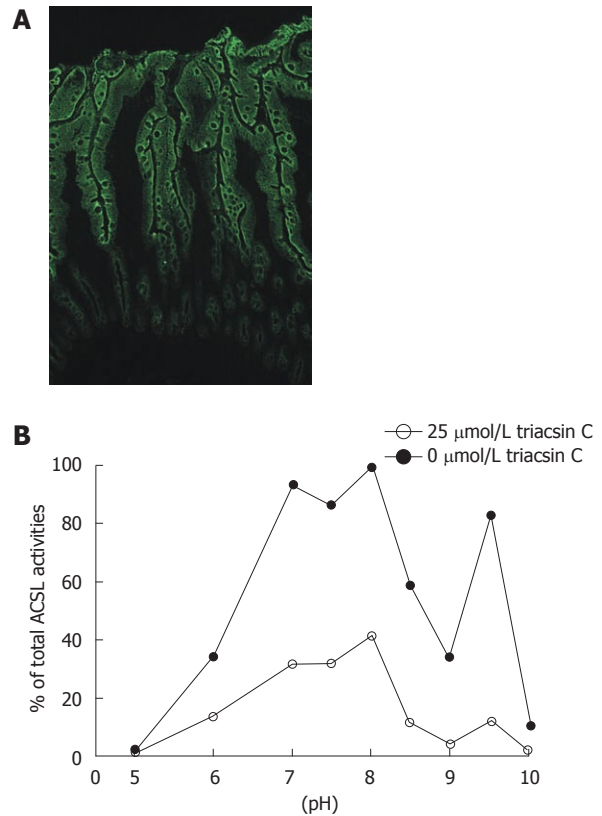 A
B
25 μmol/L triacsin C
0 μmol/L triacsin C
% of total ACSL activities
100
80
60
40
20
0
0 5 6 7 8 9 10
(pH)